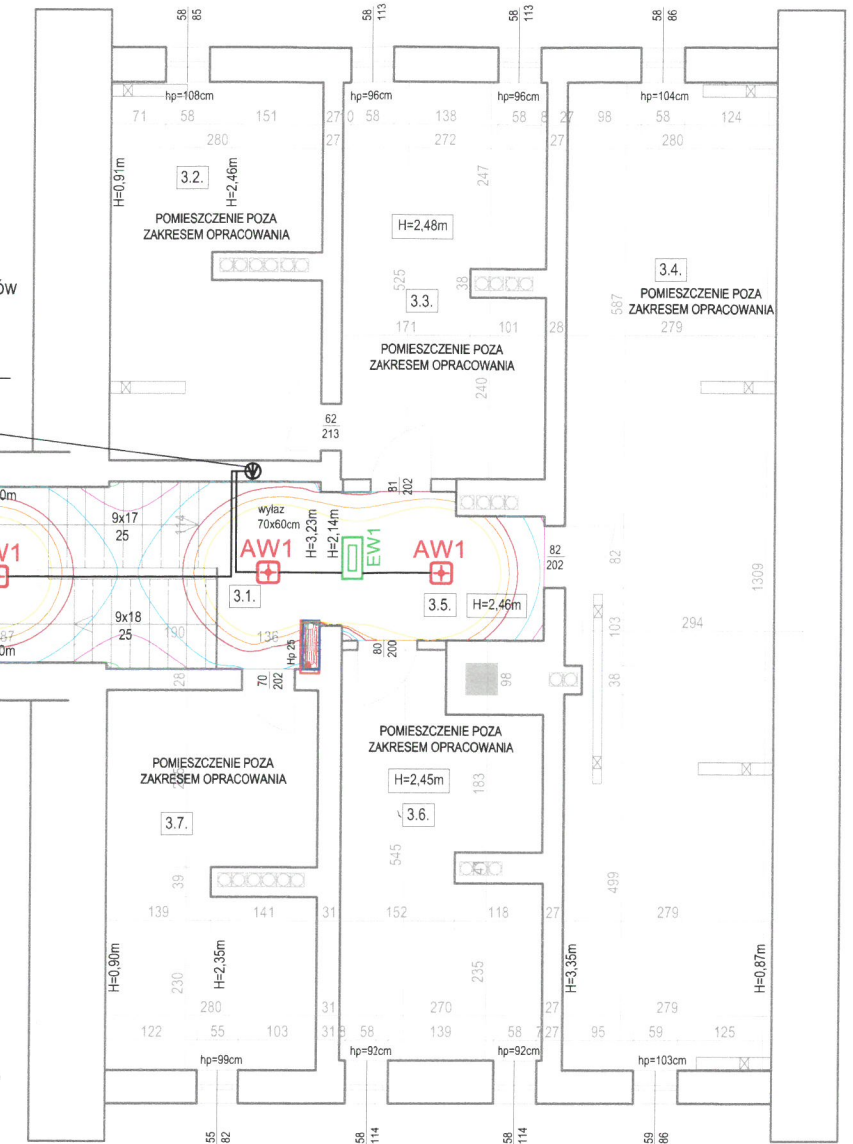 58
85
58
113
58
113
58
86
hp=108cm
hp=96cm
hp=96cm
hp=104cm
71
58
151
58
138
58
98
58
124
280
27
272
27
280
H=0,91m
3.2.
H=2,46m
247
POMIESZCZENIE POZA
ZAKRESEM OPRACOWANIA
H=2,48m
525
38
3.3.
3.4.
POMIESZCZENIE POZA
ZAKRESEM OPRACOWANIA
587
ÓW
171
101
28
279
POMIESZCZENIE POZA
ZAKRESEM OPRACOWANIA
240
62
213
81
202
0m
9x17
25
174
wyłaz
70x60cm
H=3,23m
H=2,14m
EW1
W1
AW1
AW1
82
202
82
1309
3.1.
3.5.
H=2,46m
9x18
25
87
190
136
Hp 25
80
200
103
294
0m
28
70
202
98
38
POMIESZCZENIE POZA
ZAKRESEM OPRACOWANIA
POMIESZCZENIE POZA
ZAKRESEM OPRACOWANIA
H=2,45m
183
3.7.
3.6.
39
545
499
139
141
31
152
118
27
279
H=0,90m
230
H=2,35m
235
H=3,35m
H=0,87m
280
31
270
27
279
122
55
103
31
58
139
58
27
95
59
125
hp=99cm
hp=92cm
hp=92cm
hp=103cm
55
82
58
114
58
114
59
86